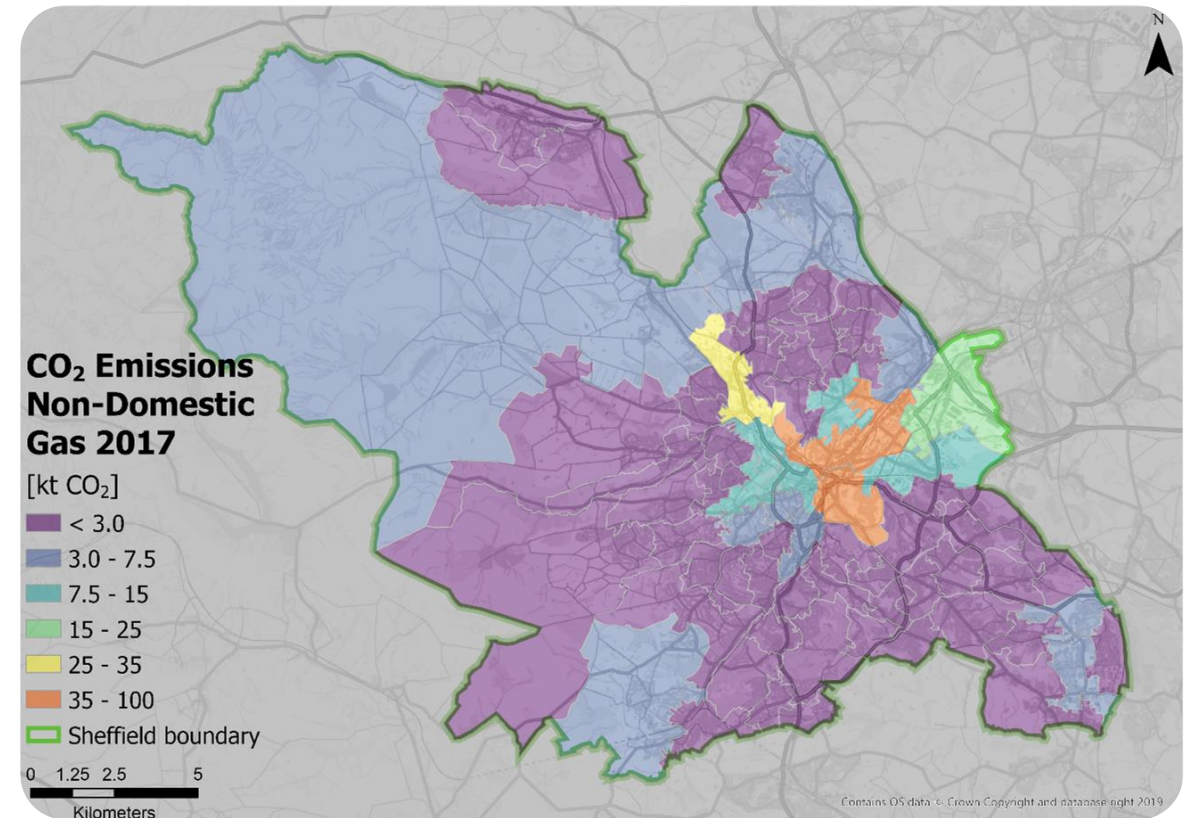 N
CO₂ Emissions
Non-Domestic
Gas 2017
[kt CO₂]
< 3.0
3.0 - 7.5
7.5 - 15
15 - 25
25 - 35
35 - 100
Sheffield boundary
0 1.25 2.5 5
Kilometers
Contains OS data © Crown Copyright and database right 2019